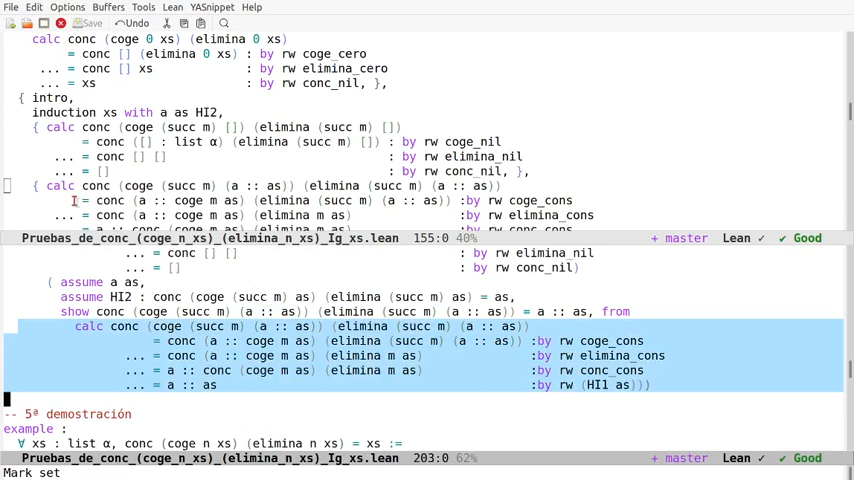 File Edit Options Buffers Tools Lean YASnippet Help
Save Undo
calc conc (coge 0 xs) (elimina 0 xs)
= conc [] (elimina 0 xs) : by rw coge_cero
... = conc [] xs : by rw elimina_cero
... = xs : by rw conc_nil, },
{ intro,
induction xs with a as HI2,
{ calc conc (coge (succ m) []) (elimina (succ m) [])
= conc ([] : list α) (elimina (succ m) []) : by rw coge_nil
... = conc [] [] : by rw elimina_nil
... = [] : by rw conc_nil, },
{ calc conc (coge (succ m) (a :: as)) (elimina (succ m) (a :: as))
= conc (a :: coge m as) (elimina (succ m) (a :: as)) :by rw coge_cons
... = conc (a :: coge m as) (elimina m as) :by rw elimina_cons
... = a :: conc (coge m as) (elimina m as) :by rw conc_cons
Pruebas_de_conc_(coge_n_xs)_(elimina_n_xs)_Ig_xs.lean 155:0 40% + master Lean ✓ ✔ Good
... = conc [] [] : by rw elimina_nil
... = [] : by rw conc_nil)
( assume a as,
assume HI2 : conc (coge (succ m) as) (elimina (succ m) as) = as,
show conc (coge (succ m) (a :: as)) (elimina (succ m) (a :: as)) = a :: as, from
calc conc (coge (succ m) (a :: as)) (elimina (succ m) (a :: as))
= conc (a :: coge m as) (elimina (succ m) (a :: as)) :by rw coge_cons
... = conc (a :: coge m as) (elimina m as) :by rw elimina_cons
... = a :: conc (coge m as) (elimina m as) :by rw conc_cons
... = a :: as :by rw (HI1 as)))
-- 5ª demostración
example :
∀ xs : list α, conc (coge n xs) (elimina n xs) = xs :=
Pruebas_de_conc_(coge_n_xs)_(elimina_n_xs)_Ig_xs.lean 203:0 62% + master Lean ✓ ✔ Good
Mark set